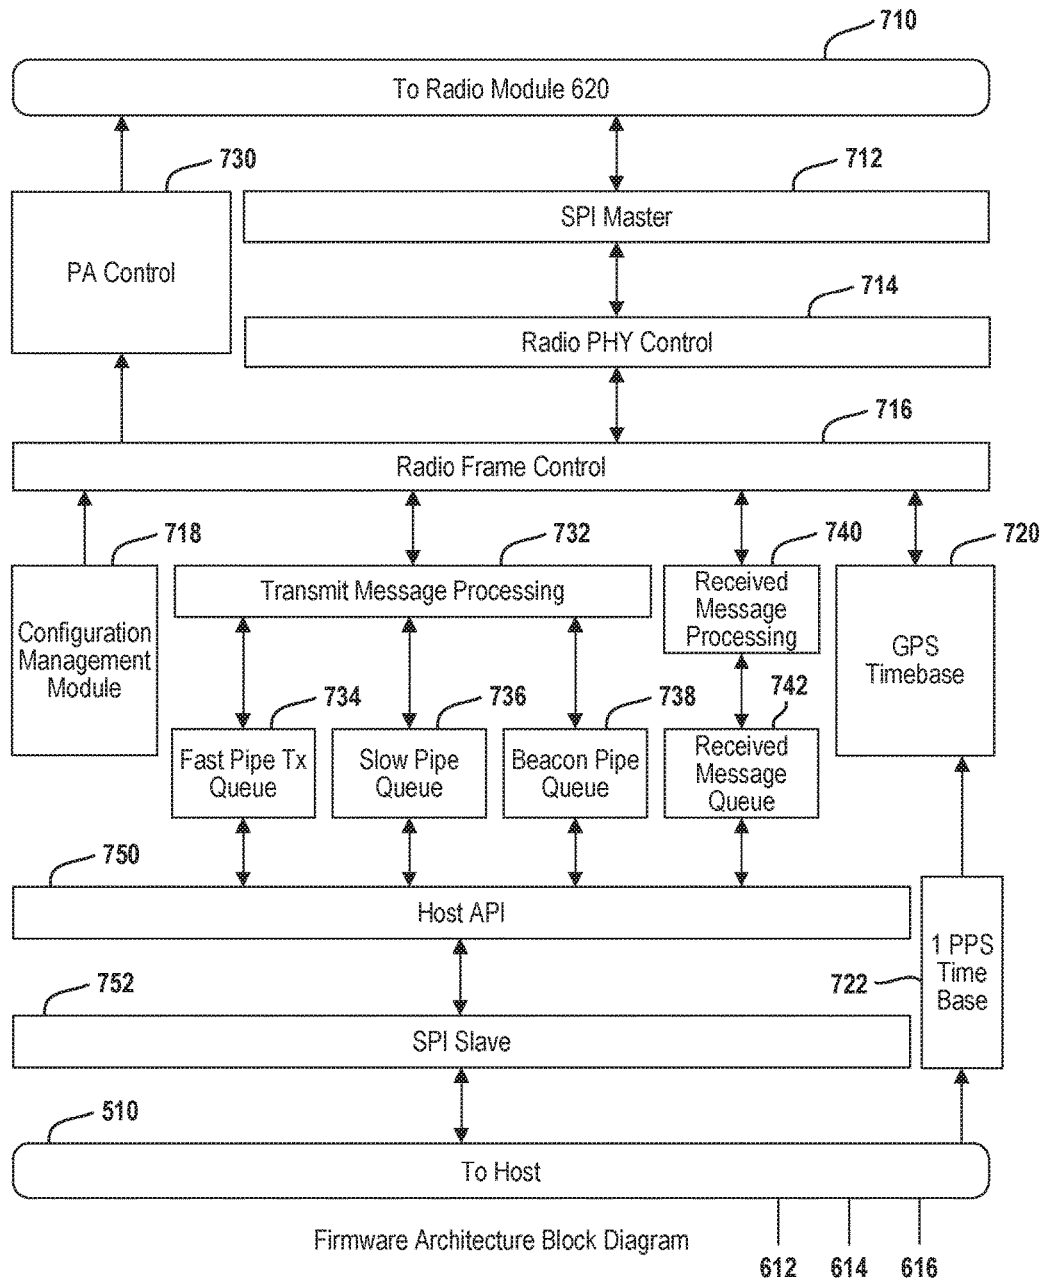 710
To Radio Module 620
730
712
SPI Master
PA Control
714
Radio PHY Control
716
Radio Frame Control
718
732
740
720
Transmit Message Processing
Received
Message
Processing
Configuration
Management
Module
GPS
Timebase
734
736
738
742
Fast Pipe Tx
Queue
Slow Pipe
Queue
Beacon Pipe
Queue
Received
Message
Queue
750
Host API
1 PPS
Time
Base
722
752
SPI Slave
510
To Host
Firmware Architecture Block Diagram
612
614
616